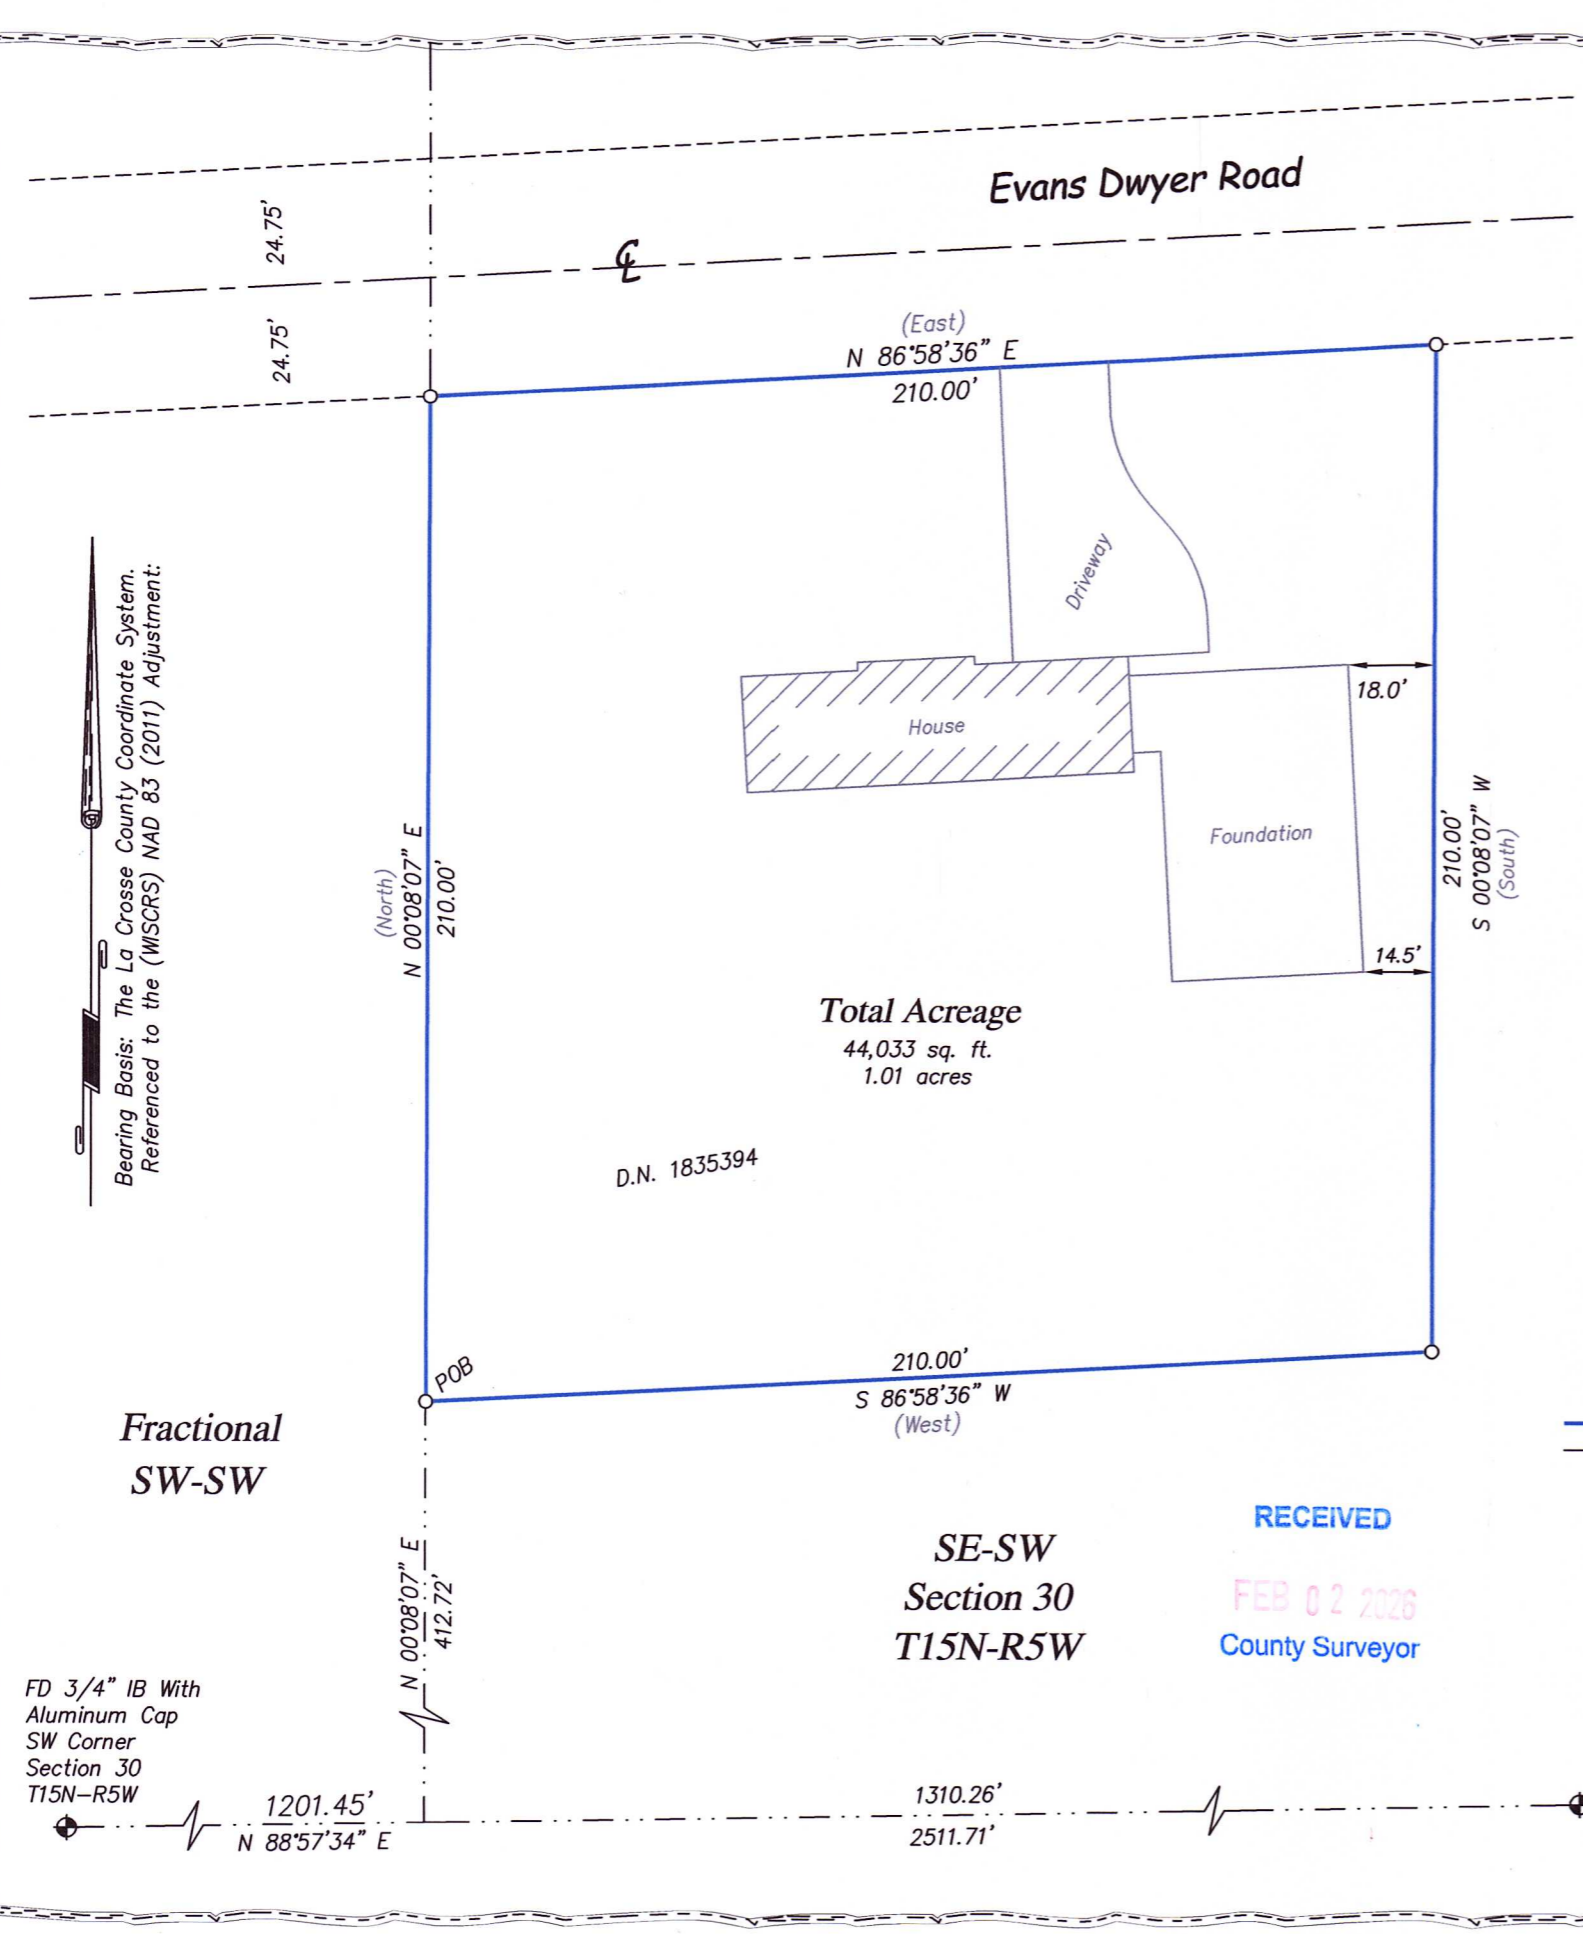 Evans Dwyer Road
24.75'
℄
24.75'
(East)
N 86°58'36" E
210.00'
Driveway
18.0'
House
Foundation
14.5'
Bearing Basis: The La Crosse County Coordinate System.
Referenced to the (WISCRS) NAD 83 (2011) Adjustment:
(North)
N 00°08'07" E
210.00'
210.00'
S 00°08'07" W
(South)
Total Acreage
44,033 sq. ft.
1.01 acres
D.N. 1835394
POB
210.00'
S 86°58'36" W
(West)
Fractional
SW-SW
N 00°08'07" E
412.72'
SE-SW
Section 30
T15N-R5W
RECEIVED
FEB 02 2026
County Surveyor
FD 3/4" IB With
Aluminum Cap
SW Corner
Section 30
T15N-R5W
1201.45'
N 88°57'34" E
1310.26'
2511.71'